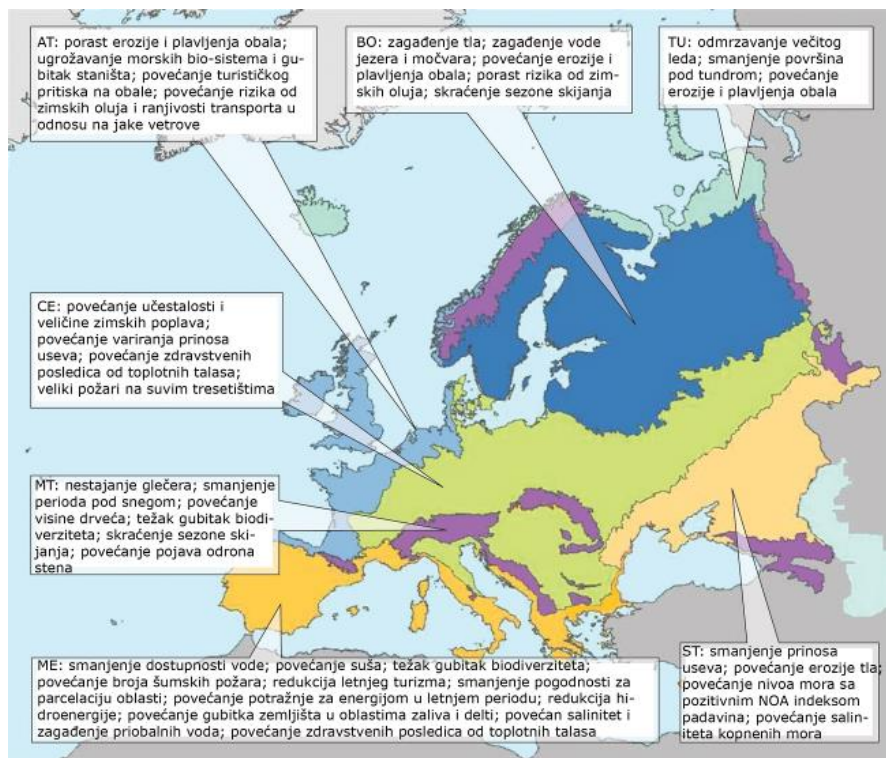 AT: porast erozije i plavljenja obala;
ugrožavanje morskih bio-sistema i gu-
bitak staništa; povećanje turističkog
pritiska na obale; povećanje rizika od
zimskih oluja i ranjivosti transporta u
odnosu na jake vetrove
BO: zagađenje tla; zagađenje vode
jezera i močvara; povećanje erozije i
plavljenja obala; porast rizika od zim-
skih oluja; skraćenje sezone skijanja
TU: odmrzavanje večitog
leda; smanjenje površina
pod tundrom; povećanje
erozije i plavljenja obala
CE: povećanje učestalosti i
veličine zimskih poplava;
povećanje variranja prinosa
useva; povećanje zdravstvenih
posledica od toplotnih talasa;
veliki požari na suvim tresetištima
MT: nestajanje glečera; smanjenje
perioda pod snegom; povećanje
visine drveća; težak gubitak biodi-
verziteta; skraćenje sezone ski-
janja; povećanje pojava odrona
stena
ME: smanjenje dostupnosti vode; povećanje suša; težak gubitak biodiverziteta;
povećanje broja šumskih požara; redukcija letnjeg turizma; smanjenje pogodnosti za
parcelaciju oblasti; povećanje potražnje za energijom u letnjem periodu; redukcija hi-
droenergije; povećanje gubitka zemljišta u oblastima zaliva i delti; povećan salinitet i
zagađenje priobalnih voda; povećanje zdravstvenih posledica od toplotnih talasa
ST: smanjenje prinosa
useva; povećanje erozije tla;
povećanje nivoa mora sa
pozitivnim NOA indeksom
padavina; povećanje salin-
iteta kopnenih mora